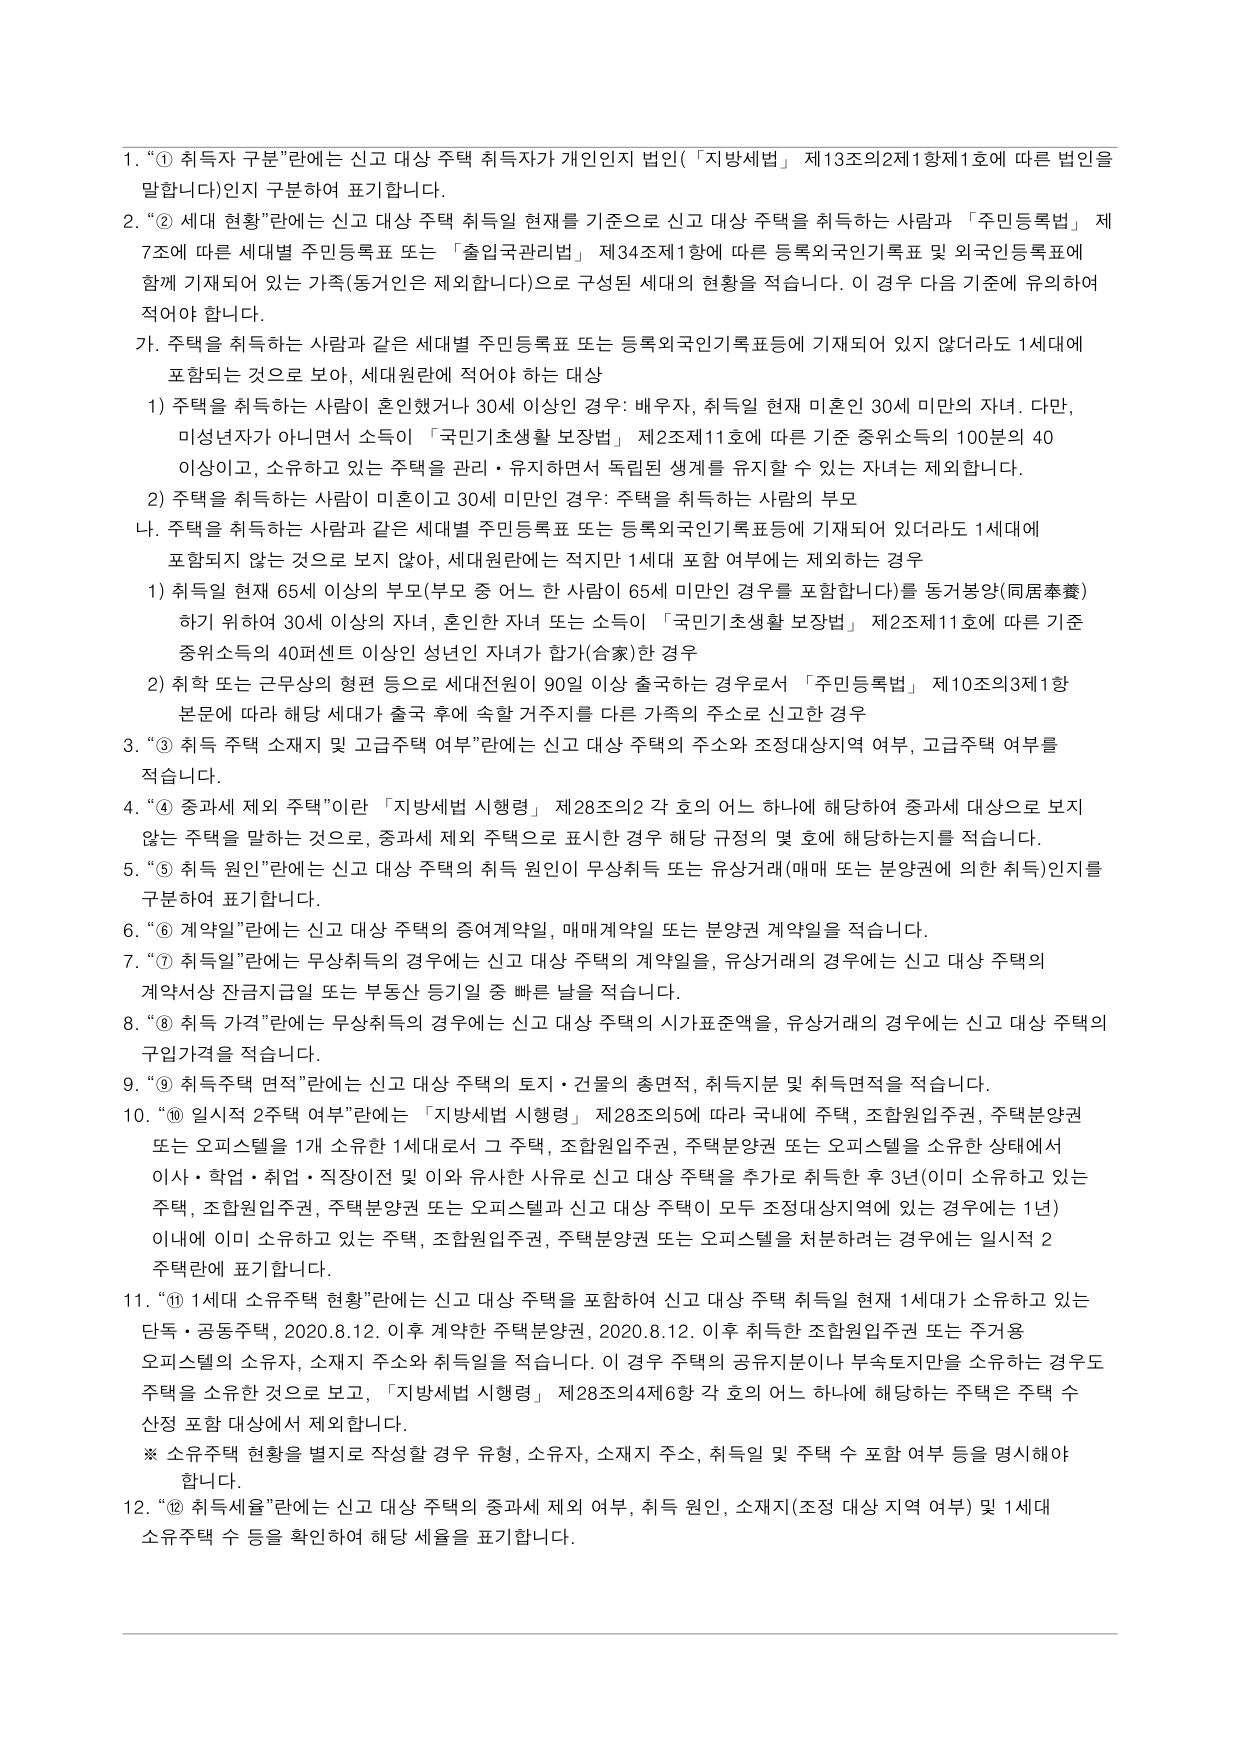 1. “① 취득자 구분”란에는 신고 대상 주택 취득자가 개인인지 법인(「지방세법」 제13조의2제1항제1호에 따른 법인을
말합니다)인지 구분하여 표기합니다.
2. “② 세대 현황”란에는 신고 대상 주택 취득일 현재를 기준으로 신고 대상 주택을 취득하는 사람과 「주민등록법」 제
7조에 따른 세대별 주민등록표 또는 「출입국관리법」 제34조제1항에 따른 등록외국인기록표 및 외국인등록표에
함께 기재되어 있는 가족(동거인은 제외합니다)으로 구성된 세대의 현황을 적습니다. 이 경우 다음 기준에 유의하여
적어야 합니다.
가. 주택을 취득하는 사람과 같은 세대별 주민등록표 또는 등록외국인기록표등에 기재되어 있지 않더라도 1세대에
포함되는 것으로 보아, 세대원란에 적어야 하는 대상
1) 주택을 취득하는 사람이 혼인했거나 30세 이상인 경우: 배우자, 취득일 현재 미혼인 30세 미만의 자녀. 다만,
미성년자가 아니면서 소득이 「국민기초생활 보장법」 제2조제11호에 따른 기준 중위소득의 100분의 40
이상이고, 소유하고 있는 주택을 관리･유지하면서 독립된 생계를 유지할 수 있는 자녀는 제외합니다.
2) 주택을 취득하는 사람이 미혼이고 30세 미만인 경우: 주택을 취득하는 사람의 부모
나. 주택을 취득하는 사람과 같은 세대별 주민등록표 또는 등록외국인기록표등에 기재되어 있더라도 1세대에
포함되지 않는 것으로 보지 않아, 세대원란에는 적지만 1세대 포함 여부에는 제외하는 경우
1) 취득일 현재 65세 이상의 부모(부모 중 어느 한 사람이 65세 미만인 경우를 포함합니다)를 동거봉양(同居奉養)
하기 위하여 30세 이상의 자녀, 혼인한 자녀 또는 소득이 「국민기초생활 보장법」 제2조제11호에 따른 기준
중위소득의 40퍼센트 이상인 성년인 자녀가 합가(合家)한 경우
2) 취학 또는 근무상의 형편 등으로 세대전원이 90일 이상 출국하는 경우로서 「주민등록법」 제10조의3제1항
본문에 따라 해당 세대가 출국 후에 속할 거주지를 다른 가족의 주소로 신고한 경우
3. “③ 취득 주택 소재지 및 고급주택 여부”란에는 신고 대상 주택의 주소와 조정대상지역 여부, 고급주택 여부를
적습니다.
4. “④ 중과세 제외 주택”이란 「지방세법 시행령」 제28조의2 각 호의 어느 하나에 해당하여 중과세 대상으로 보지
않는 주택을 말하는 것으로, 중과세 제외 주택으로 표시한 경우 해당 규정의 몇 호에 해당하는지를 적습니다.
5. “⑤ 취득 원인”란에는 신고 대상 주택의 취득 원인이 무상취득 또는 유상거래(매매 또는 분양권에 의한 취득)인지를
구분하여 표기합니다.
6. “⑥ 계약일”란에는 신고 대상 주택의 증여계약일, 매매계약일 또는 분양권 계약일을 적습니다.
7. “⑦ 취득일”란에는 무상취득의 경우에는 신고 대상 주택의 계약일을, 유상거래의 경우에는 신고 대상 주택의
계약서상 잔금지급일 또는 부동산 등기일 중 빠른 날을 적습니다.
8. “⑧ 취득 가격”란에는 무상취득의 경우에는 신고 대상 주택의 시가표준액을, 유상거래의 경우에는 신고 대상 주택의
구입가격을 적습니다.
9. “⑨ 취득주택 면적”란에는 신고 대상 주택의 토지･건물의 총면적, 취득지분 및 취득면적을 적습니다.
10. “⑩ 일시적 2주택 여부”란에는 「지방세법 시행령」 제28조의5에 따라 국내에 주택, 조합원입주권, 주택분양권
또는 오피스텔을 1개 소유한 1세대로서 그 주택, 조합원입주권, 주택분양권 또는 오피스텔을 소유한 상태에서
이사･학업･취업･직장이전 및 이와 유사한 사유로 신고 대상 주택을 추가로 취득한 후 3년(이미 소유하고 있는
주택, 조합원입주권, 주택분양권 또는 오피스텔과 신고 대상 주택이 모두 조정대상지역에 있는 경우에는 1년)
이내에 이미 소유하고 있는 주택, 조합원입주권, 주택분양권 또는 오피스텔을 처분하려는 경우에는 일시적 2
주택란에 표기합니다.
11. “⑪ 1세대 소유주택 현황”란에는 신고 대상 주택을 포함하여 신고 대상 주택 취득일 현재 1세대가 소유하고 있는
단독･공동주택, 2020.8.12. 이후 계약한 주택분양권, 2020.8.12. 이후 취득한 조합원입주권 또는 주거용
오피스텔의 소유자, 소재지 주소와 취득일을 적습니다. 이 경우 주택의 공유지분이나 부속토지만을 소유하는 경우도
주택을 소유한 것으로 보고, 「지방세법 시행령」 제28조의4제6항 각 호의 어느 하나에 해당하는 주택은 주택 수
산정 포함 대상에서 제외합니다.
※ 소유주택 현황을 별지로 작성할 경우 유형, 소유자, 소재지 주소, 취득일 및 주택 수 포함 여부 등을 명시해야
합니다.
12. “⑫ 취득세율”란에는 신고 대상 주택의 중과세 제외 여부, 취득 원인, 소재지(조정 대상 지역 여부) 및 1세대
소유주택 수 등을 확인하여 해당 세율을 표기합니다.